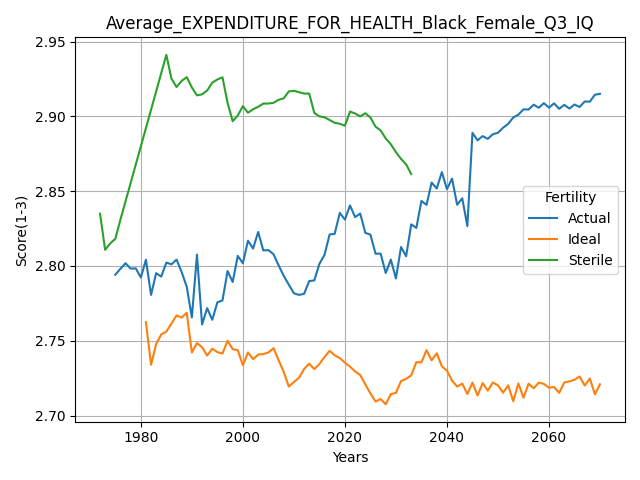 Average_EXPENDITURE_FOR_HEALTH_Black_Female_Q3_IQ
Score(1-3)
2.95
2.90
2.85
2.80
2.75
2.70
Fertility
Actual
Ideal
Sterile
1980
2000
2020
2040
2060
Years